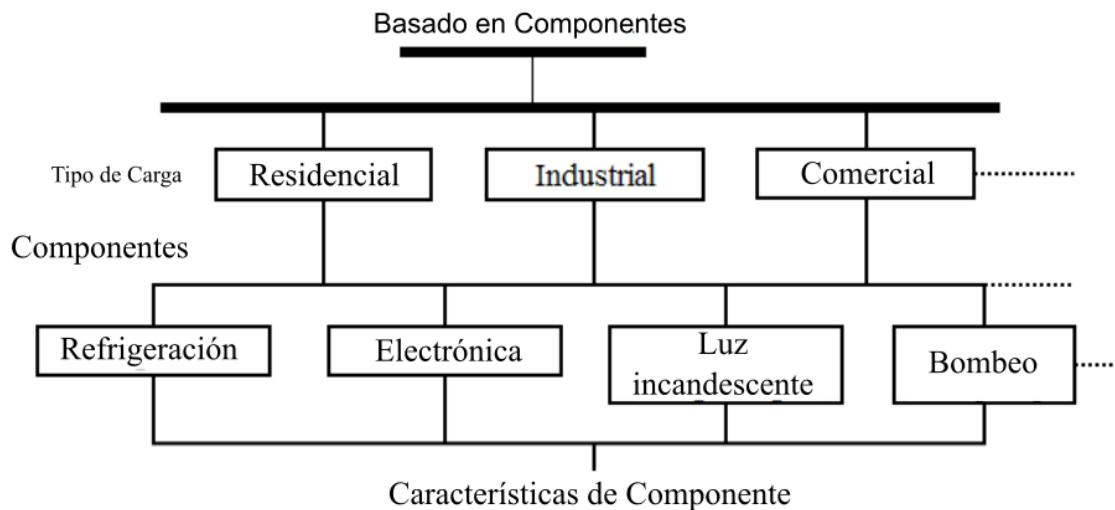 Basado en Componentes
Tipo de Carga
Residencial
Industrial
Comercial
Componentes
Refrigeración
Electrónica
Luz
incandescente
Bombeo
Características de Componente